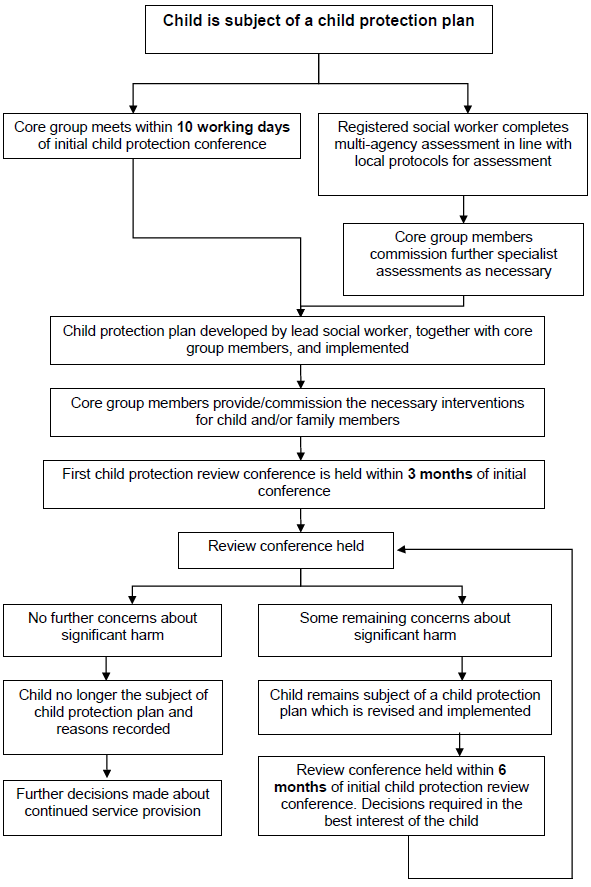 Child is subject of a child protection plan
Core group meets within 10 working days
of initial child protection conference
Registered social worker completes
multi-agency assessment in line with
local protocols for assessment
Core group members
commission further specialist
assessments as necessary
Child protection plan developed by lead social worker, together with core
group members, and implemented
Core group members provide/commission the necessary interventions
for child and/or family members
First child protection review conference is held within 3 months of initial
conference
Review conference held
No further concerns about
significant harm
Some remaining concerns about
significant harm
Child no longer the subject of
child protection plan and
reasons recorded
Child remains subject of a child protection
plan which is revised and implemented
Further decisions made about
continued service provision
Review conference held within 6
months of initial child protection review
conference. Decisions required in the
best interest of the child